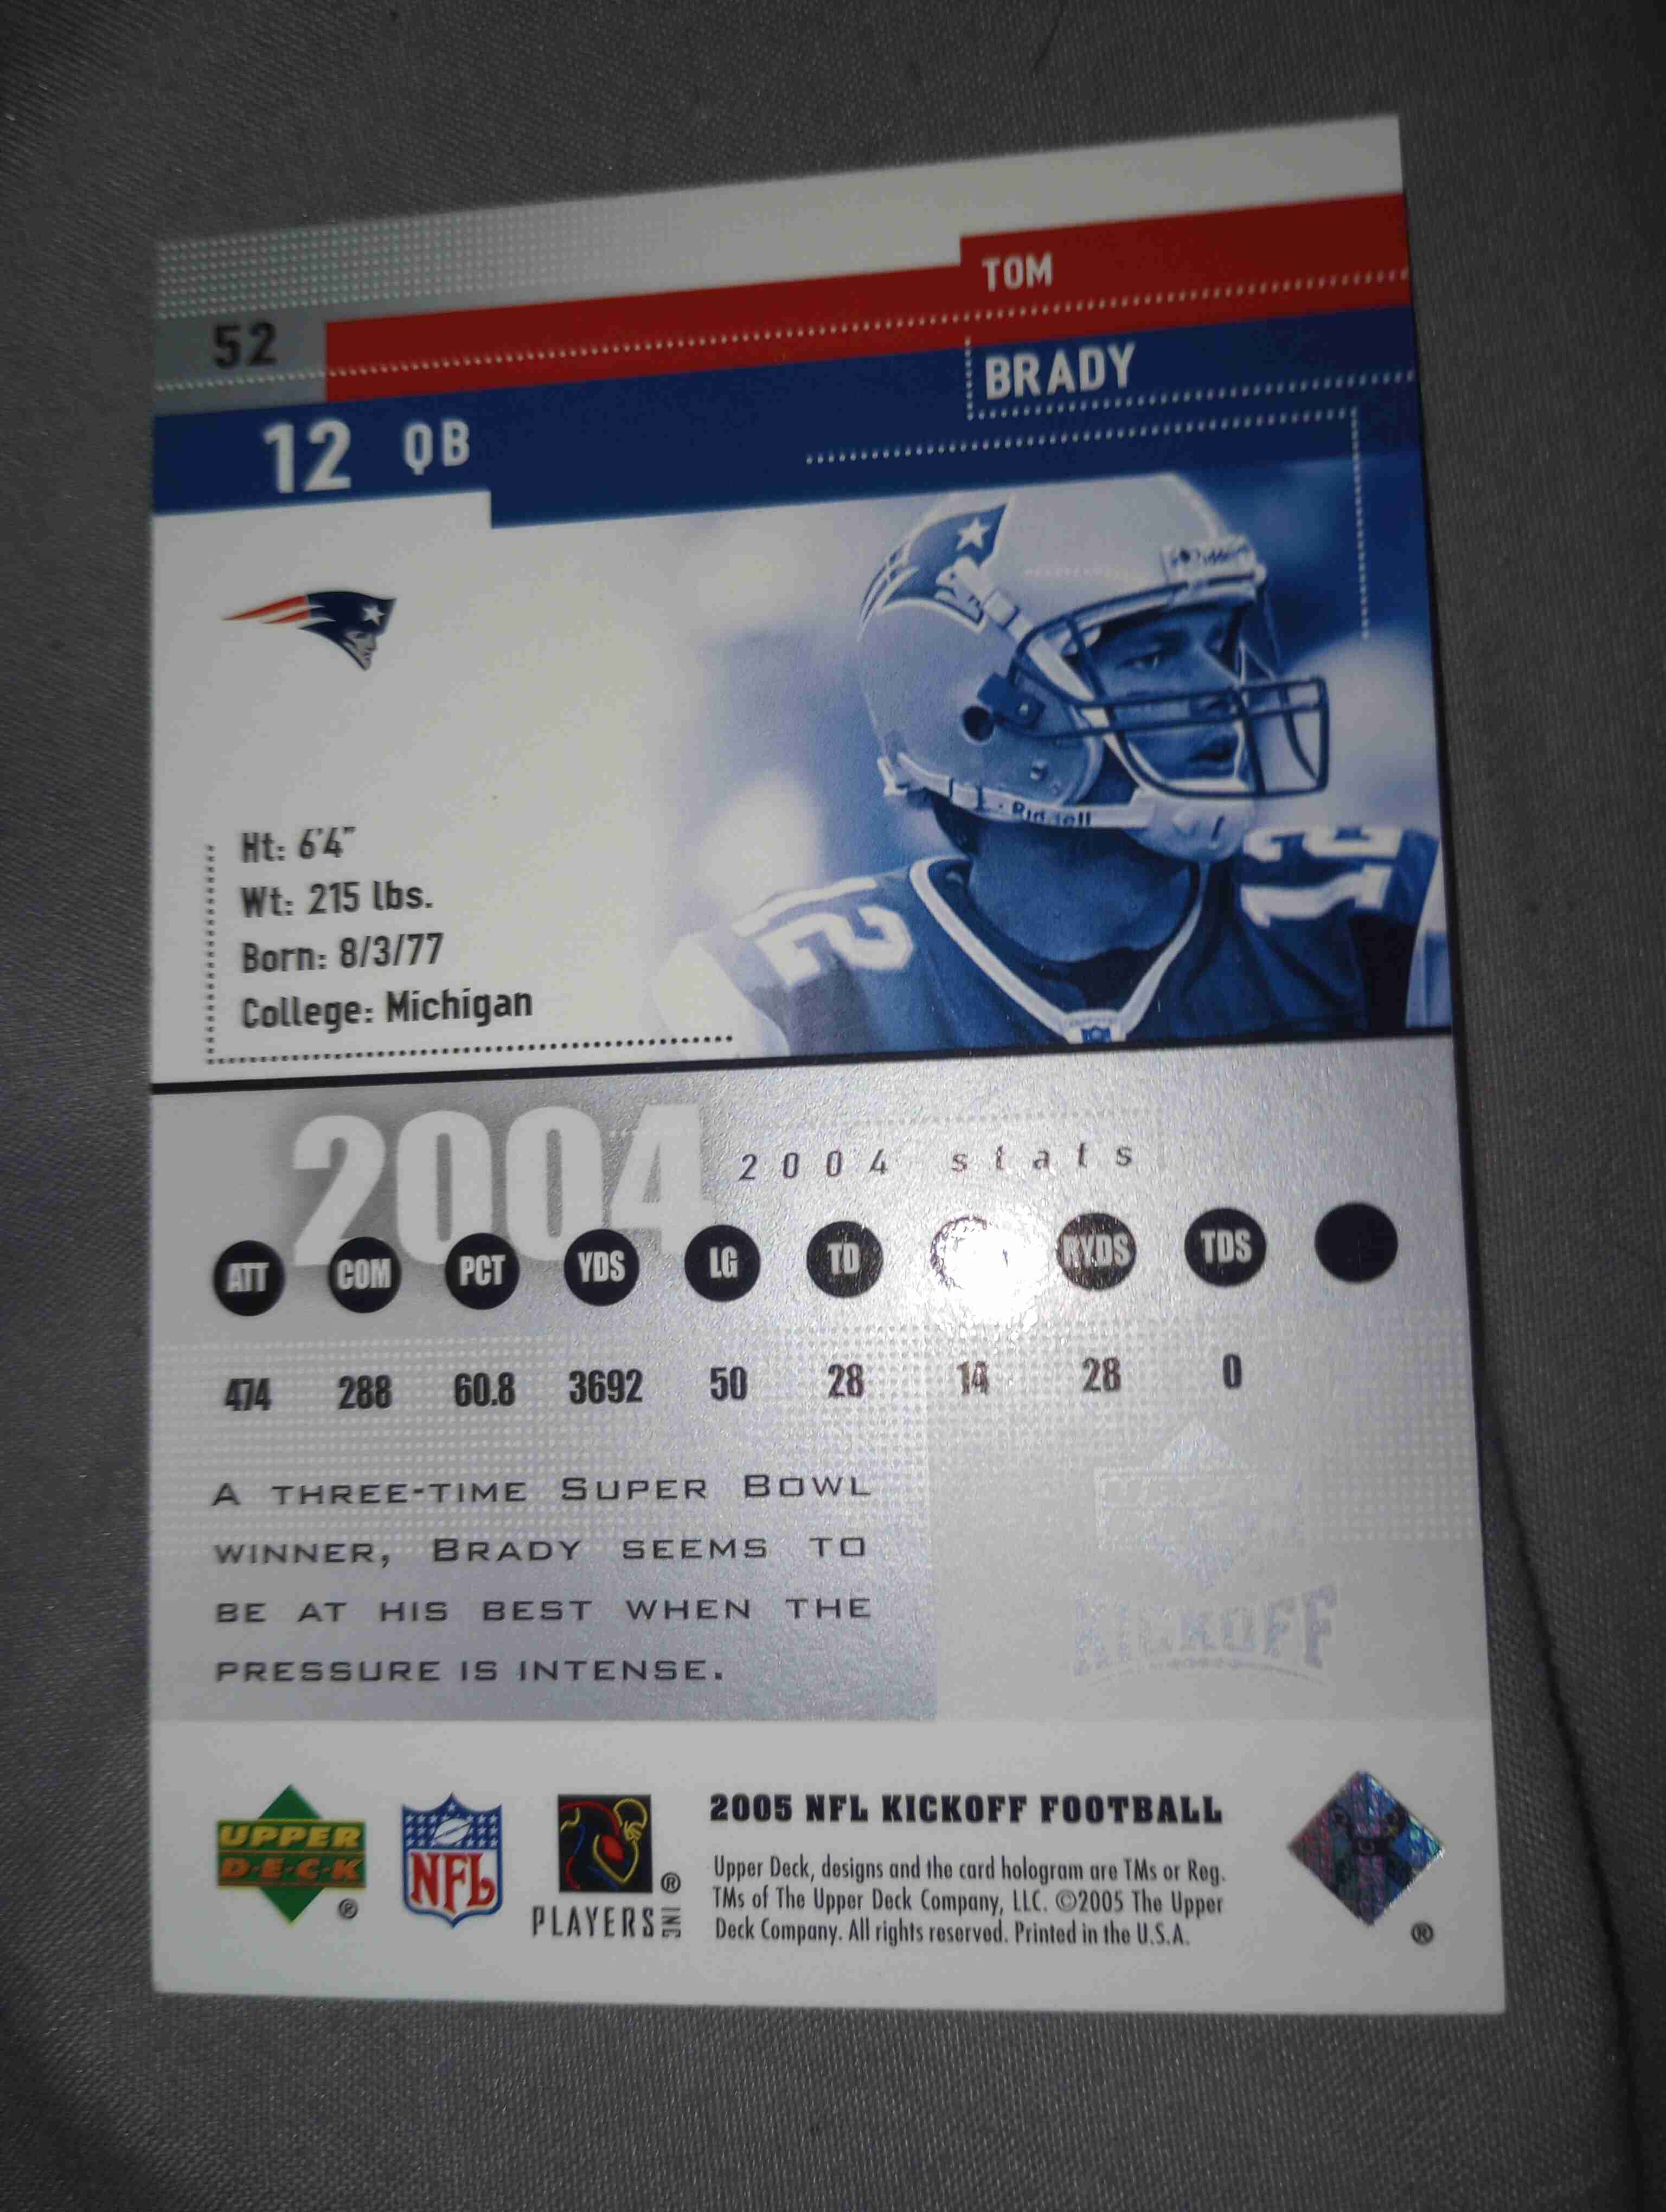 TOM
52
BRADY
12 QB
Riddell
Riddell
12
12
Ht: 6'4"
Wt: 215 lbs.
Born: 8/3/77
College: Michigan
2004
2004 stats
ATT COM PCT YDS LG TD RYDS TDS
474 288 60.8 3692 50 28 14 28 0
A THREE-TIME SUPER BOWL
WINNER, BRADY SEEMS TO
BE AT HIS BEST WHEN THE
PRESSURE IS INTENSE.
KICKOFF
UPPER
D·E·C·K
®
NFL
PLAYERS INC
®
2005 NFL KICKOFF FOOTBALL
Upper Deck, designs and the card hologram are TMs or Reg.
TMs of The Upper Deck Company, LLC. ©2005 The Upper
Deck Company. All rights reserved. Printed in the U.S.A.
®